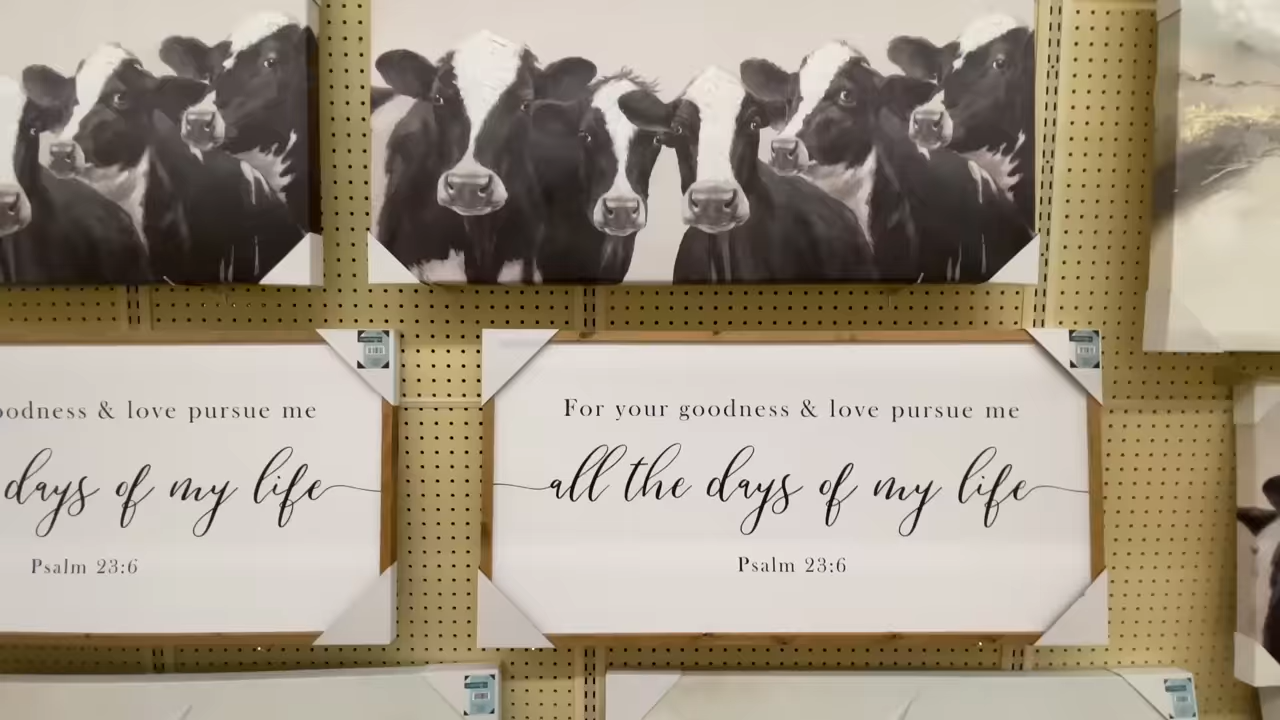 oodness & love pursue me
days of my life
Psalm 23:6
For your goodness & love pursue me
all the days of my life
Psalm 23:6